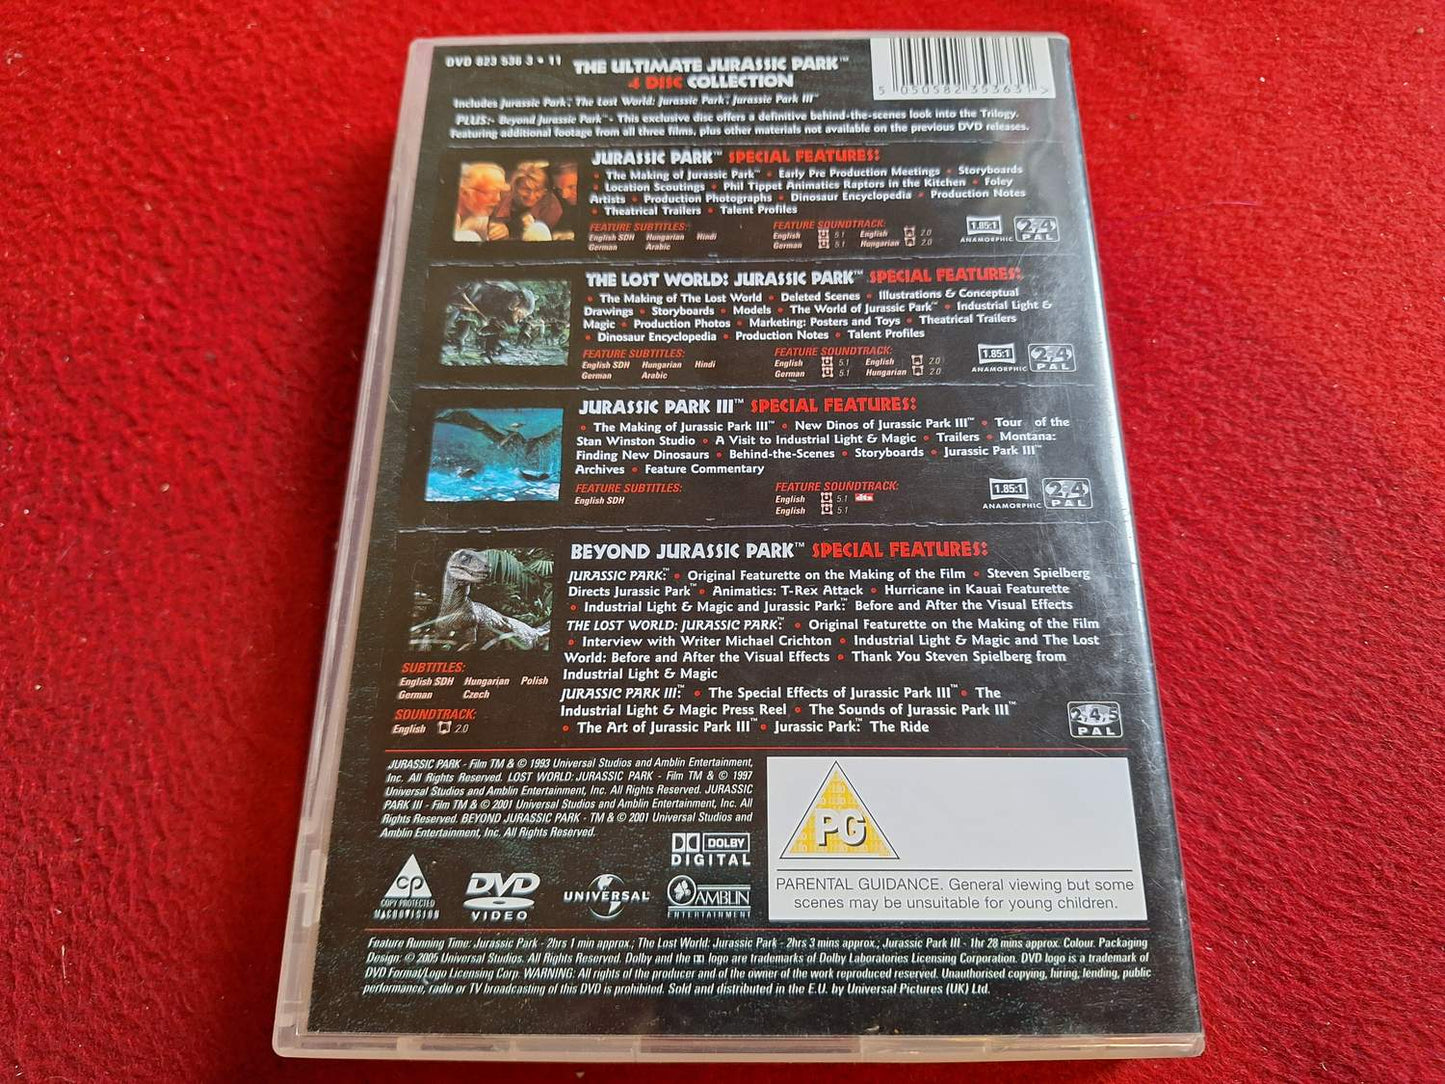 DVD 823 536 3 • 11
THE ULTIMATE JURASSIC PARK™
4 DISC COLLECTION
5 050582 353631 >
Includes Jurassic Park™, The Lost World: Jurassic Park™, Jurassic Park III™
PLUS:- Beyond Jurassic Park™ - This exclusive disc offers a definitive behind-the-scenes look into the Trilogy.
Featuring additional footage from all three films, plus other materials not available on the previous DVD releases.
JURASSIC PARK™ SPECIAL FEATURES:
• The Making of Jurassic Park™ • Early Pre Production Meetings • Storyboards
• Location Scoutings • Phil Tippet Animatics Raptors in the Kitchen • Foley
Artists • Production Photographs • Dinosaur Encyclopedia • Production Notes
• Theatrical Trailers • Talent Profiles
FEATURE SUBTITLES:
English SDH Hungarian Hindi
German Arabic
FEATURE SOUNDTRACK:
English 5.1 English 2.0
German 5.1 Hungarian 2.0
1.85:1
ANAMORPHIC
2,4
PAL
THE LOST WORLD: JURASSIC PARK™ SPECIAL FEATURES:
• The Making of The Lost World • Deleted Scenes • Illustrations & Conceptual
Drawings • Storyboards • Models • The World of Jurassic Park™ • Industrial Light &
Magic • Production Photos • Marketing: Posters and Toys • Theatrical Trailers
• Dinosaur Encyclopedia • Production Notes • Talent Profiles
FEATURE SUBTITLES:
English SDH Hungarian Hindi
German Arabic
FEATURE SOUNDTRACK:
English 5.1 English 2.0
German 5.1 Hungarian 2.0
1.85:1
ANAMORPHIC
2,4
PAL
JURASSIC PARK III™ SPECIAL FEATURES:
• The Making of Jurassic Park III™ • New Dinos of Jurassic Park III™ • Tour of the
Stan Winston Studio • A Visit to Industrial Light & Magic • Trailers • Montana:
Finding New Dinosaurs • Behind-the-Scenes • Storyboards • Jurassic Park III™
Archives • Feature Commentary
FEATURE SUBTITLES:
English SDH
FEATURE SOUNDTRACK:
English 5.1 dts
English 5.1
1.85:1
ANAMORPHIC
2,4
PAL
BEYOND JURASSIC PARK™ SPECIAL FEATURES:
JURASSIC PARK:™ • Original Featurette on the Making of the Film • Steven Spielberg
Directs Jurassic Park™ • Animatics: T-Rex Attack • Hurricane in Kauai Featurette
• Industrial Light & Magic and Jurassic Park:™ Before and After the Visual Effects
THE LOST WORLD: JURASSIC PARK:™ • Original Featurette on the Making of the Film
• Interview with Writer Michael Crichton • Industrial Light & Magic and The Lost
World: Before and After the Visual Effects • Thank You Steven Spielberg from
Industrial Light & Magic
JURASSIC PARK III:™ • The Special Effects of Jurassic Park III™ • The
Industrial Light & Magic Press Reel • The Sounds of Jurassic Park III™
• The Art of Jurassic Park III™ • Jurassic Park:™ The Ride
SUBTITLES:
English SDH Hungarian Polish
German Czech
SOUNDTRACK:
English 2.0
2,4,5
PAL
JURASSIC PARK - Film TM & © 1993 Universal Studios and Amblin Entertainment,
Inc. All Rights Reserved. LOST WORLD: JURASSIC PARK - Film TM & © 1997
Universal Studios and Amblin Entertainment, Inc. All Rights Reserved. JURASSIC
PARK III - Film TM & © 2001 Universal Studios and Amblin Entertainment, Inc. All
Rights Reserved. BEYOND JURASSIC PARK - TM & © 2001 Universal Studios and
Amblin Entertainment, Inc. All Rights Reserved.
DOLBY
DIGITAL
PG
PARENTAL GUIDANCE. General viewing but some
scenes may be unsuitable for young children.
CP
COPY PROTECTED
MACROVISION
DVD
VIDEO
UNIVERSAL
AMBLIN
ENTERTAINMENT
Feature Running Time: Jurassic Park - 2hrs 1 min approx.; The Lost World: Jurassic Park - 2hrs 3 mins approx.; Jurassic Park III - 1hr 28 mins approx. Colour. Packaging
Design: © 2005 Universal Studios. All Rights Reserved. Dolby and the logo are trademarks of Dolby Laboratories Licensing Corporation. DVD logo is a trademark of
DVD Format/Logo Licensing Corp. WARNING: All rights of the producer and of the owner of the work reproduced reserved. Unauthorised copying, hiring, lending, public
performance, radio or TV broadcasting of this DVD is prohibited. Sold and distributed in the E.U. by Universal Pictures (UK) Ltd.